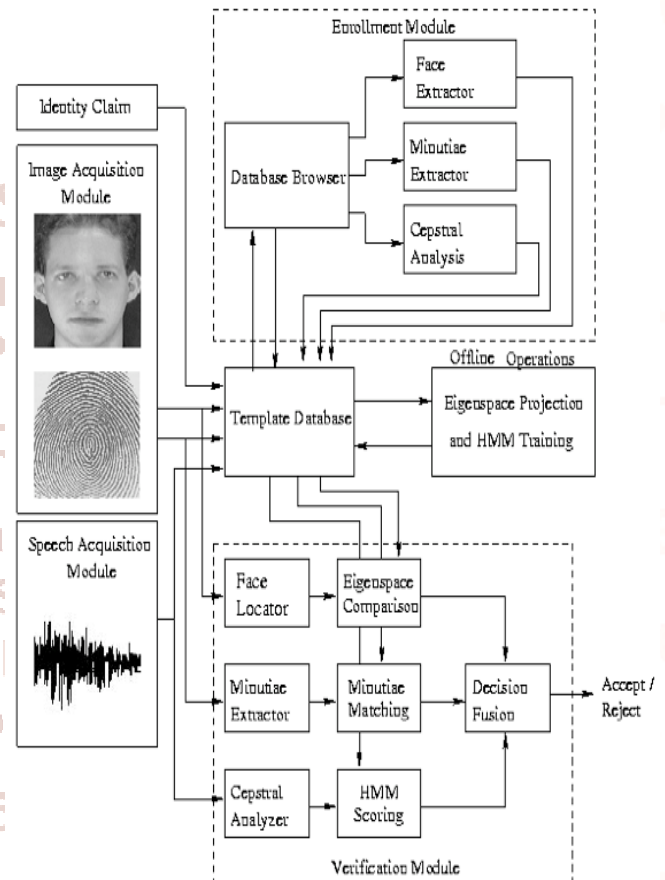 Enrollment Module
Face
Extractor
Identity Claim
Image Acquisition
Module
Database Browser
Minutiae
Extractor
Cepstral
Analysis
Offline Operations
Template Database
Eigenspace Projection
and HMM Training
Speech Acquisition
Module
Face
Locator
Eigenspace
Comparison
Minutiae
Extractor
Minutiae
Matching
Decision
Fusion
Accept /
Reject
Cepstral
Analyzer
HMM
Scoring
Verification Module